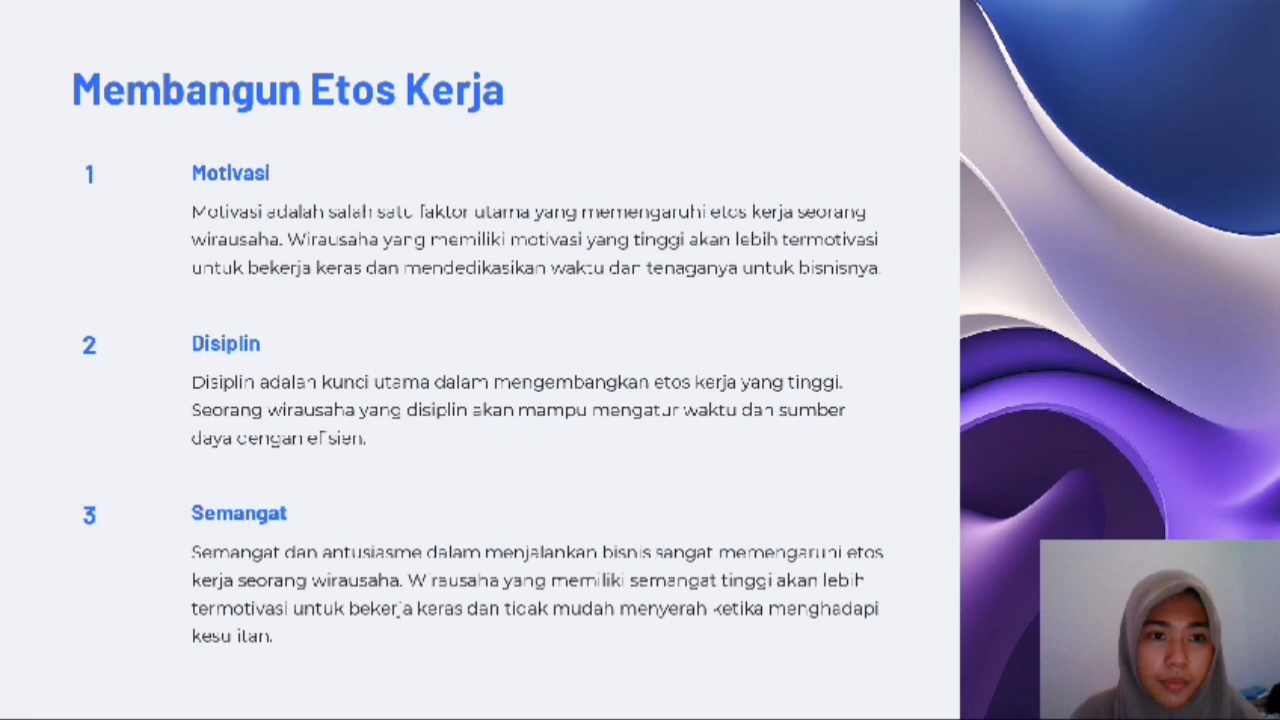 Membangun Etos Kerja
1
Motivasi
Motivasi adalah salah satu faktor utama yang memengaruhi etos kerja seorang
wirausaha. Wirausaha yang memiliki motivasi yang tinggi akan lebih termotivasi
untuk bekerja keras dan mendedikasikan waktu dan tenaganya untuk bisnisnya.
2
Disiplin
Disiplin adalah kunci utama dalam mengembangkan etos kerja yang tinggi.
Seorang wirausaha yang disiplin akan mampu mengatur waktu dan sumber
daya dengan efisien.
3
Semangat
Semangat dan antusiasme dalam menjalankan bisnis sangat memengaruhi etos
kerja seorang wirausaha. Wirausaha yang memiliki semangat tinggi akan lebih
termotivasi untuk bekerja keras dan tidak mudah menyerah ketika menghadapi
kesulitan.